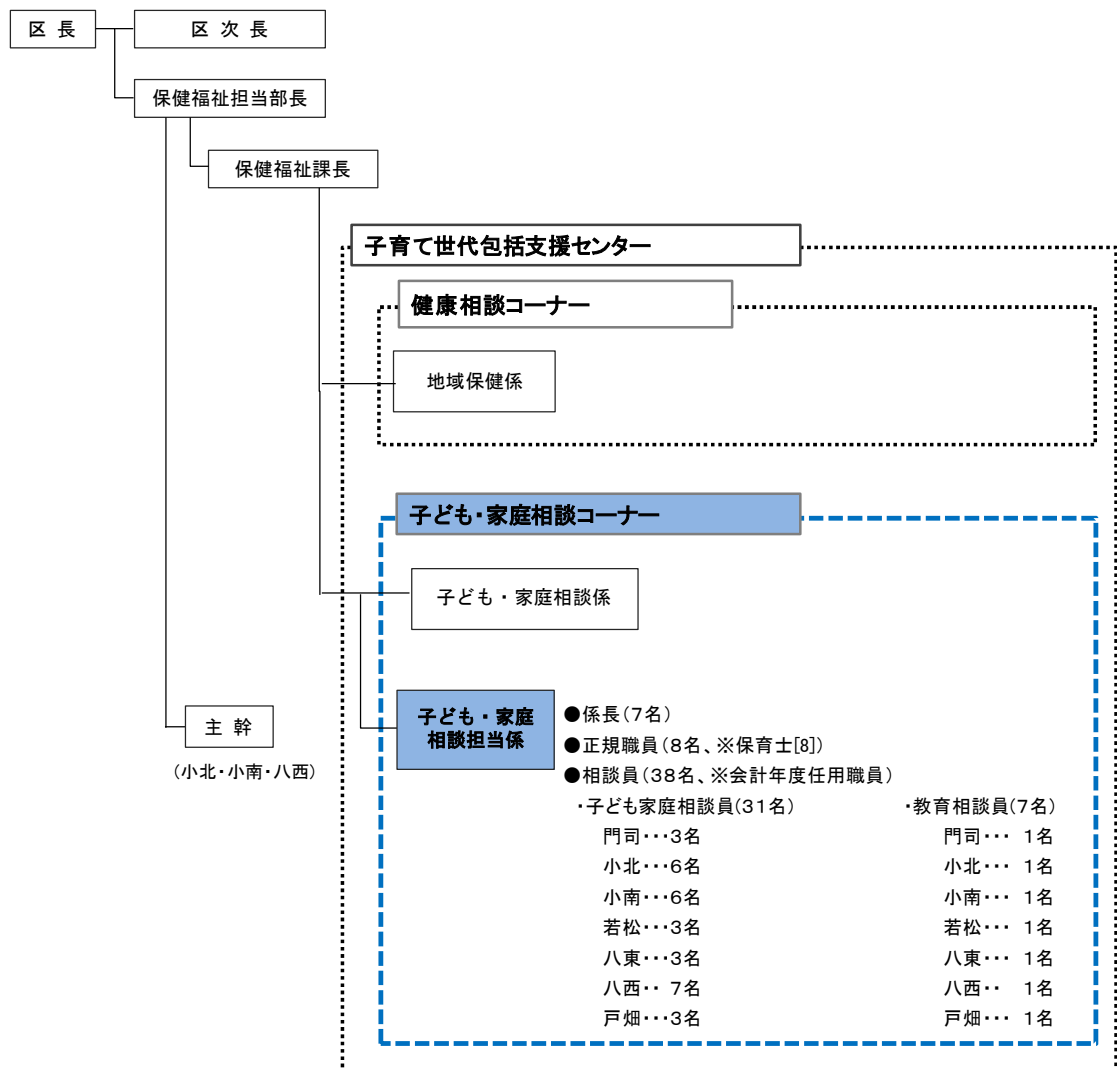 区 長
区 次 長
保健福祉担当部長
保健福祉課長
子育て世代包括支援センター
健康相談コーナー
地域保健係
子ども・家庭相談コーナー
子ども・家庭相談係
子ども・家庭
相談担当係
主 幹
(小北・小南・八西)
●係長(7名)
●正規職員(8名、※保育士[8])
●相談員(38名、※会計年度任用職員)
・子ども家庭相談員(31名) ・教育相談員(7名)
門司・・・3名 門司・・・ 1名
小北・・・6名 小北・・・ 1名
小南・・・6名 小南・・・ 1名
若松・・・3名 若松・・・ 1名
八東・・・3名 八東・・・ 1名
八西・・ 7名 八西・・ 1名
戸畑・・・3名 戸畑・・・ 1名